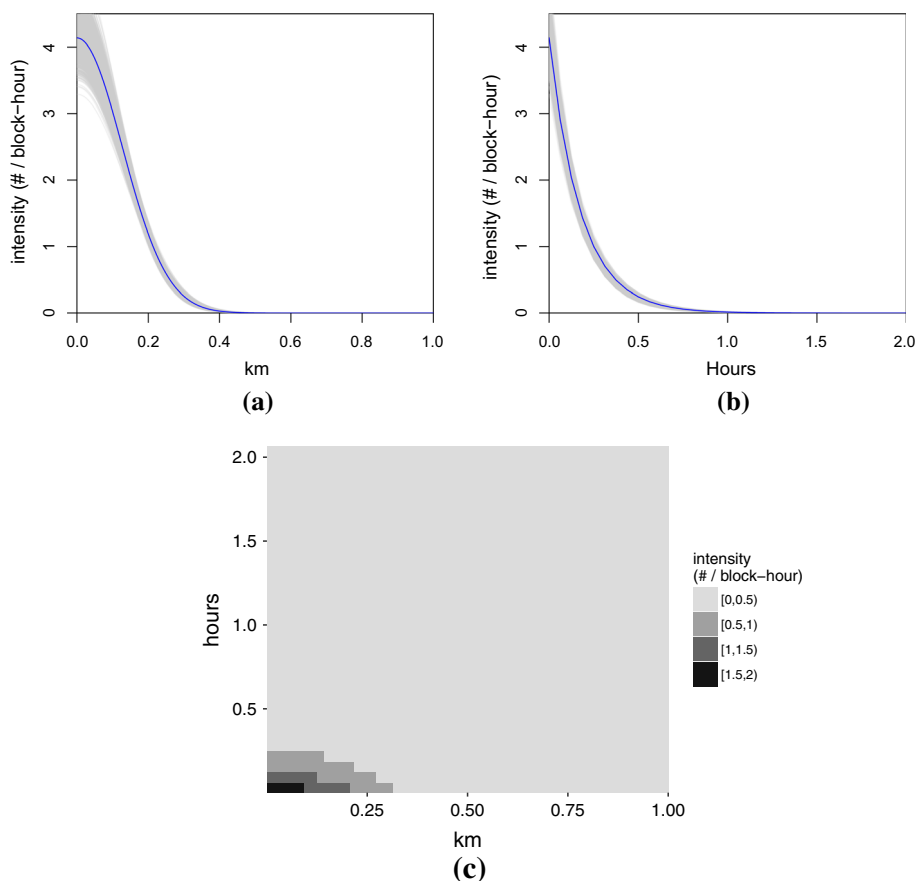 4
3
2
1
0
intensity (# / block−hour)
0.0 0.2 0.4 0.6 0.8 1.0
km
(a)
4
3
2
1
0
intensity (# / block−hour)
0.0 0.5 1.0 1.5 2.0
Hours
(b)
2.0
1.5
1.0
0.5
hours
0.25 0.50 0.75 1.00
km
intensity
(# / block−hour)
[0,0.5)
[0.5,1)
[1,1.5)
[1.5,2)
(c)